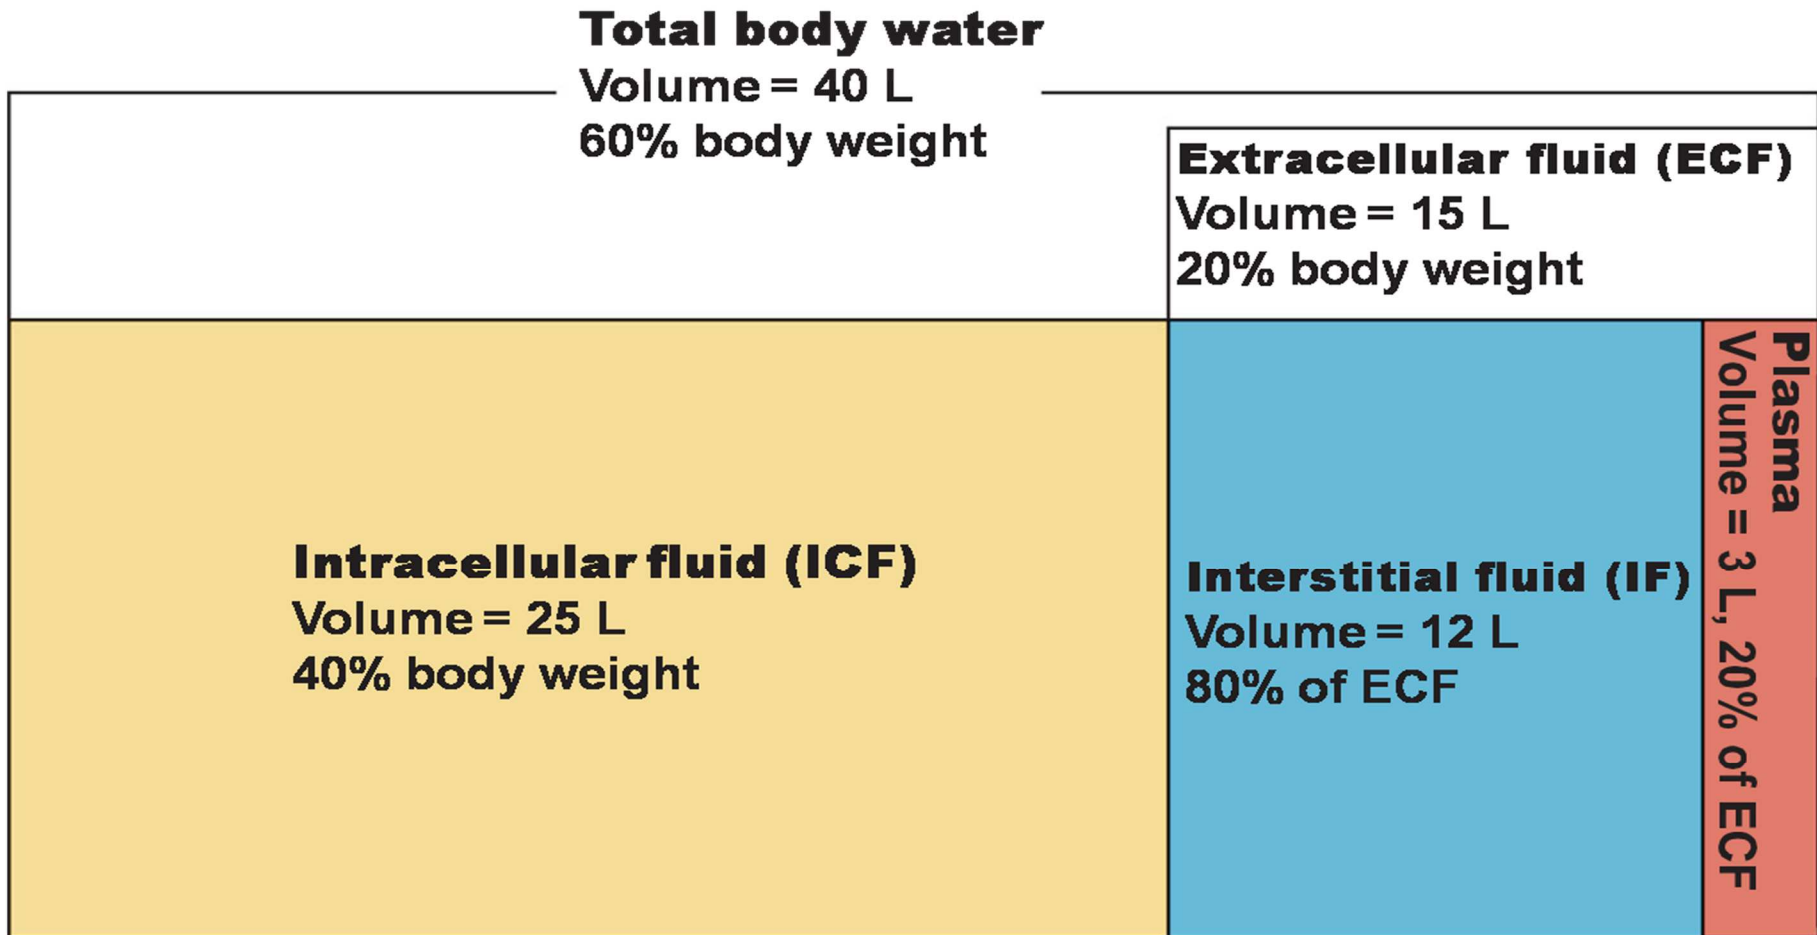 Total body water
Volume = 40 L
60% body weight
Extracellular fluid (ECF)
Volume = 15 L
20% body weight
Intracellular fluid (ICF)
Volume = 25 L
40% body weight
Interstitial fluid (IF)
Volume = 12 L
80% of ECF
Plasma
Volume = 3 L, 20% of ECF